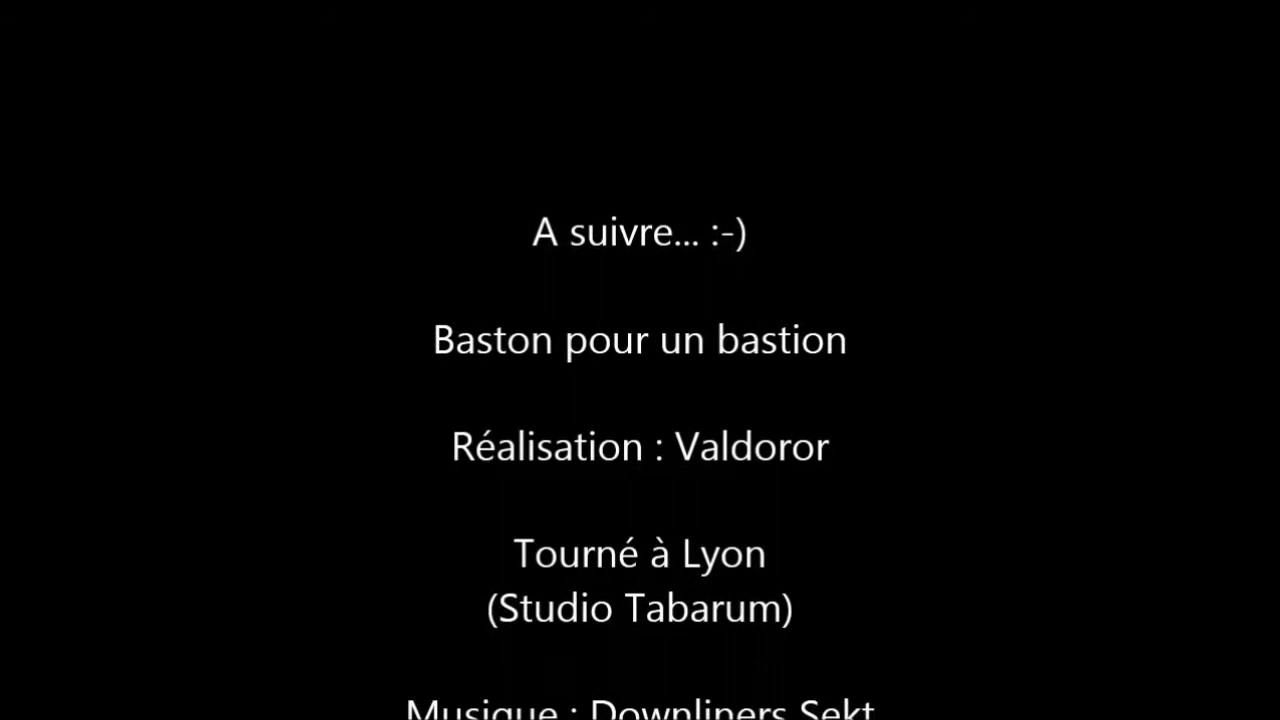 A suivre... :-)
Baston pour un bastion
Réalisation : Valdoror
Tourné à Lyon
(Studio Tabarum)
Musique : Downliners Sekt